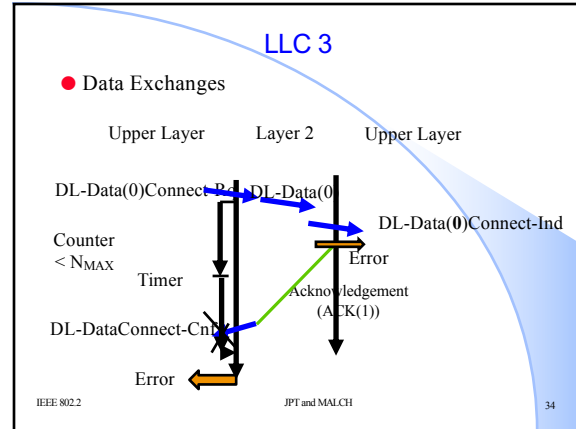 LLC 3
Data Exchanges
Upper Layer Layer 2 Upper Layer
DL-Data(0)Connect-Re DL-Data(0)
DL-Data(0)Connect-Ind
Counter
< NMAX
Error
Timer
Acknowledgement
(ACK(1))
DL-DataConnect-Cnf
Error
IEEE 802.2 JPT and MALCH 34